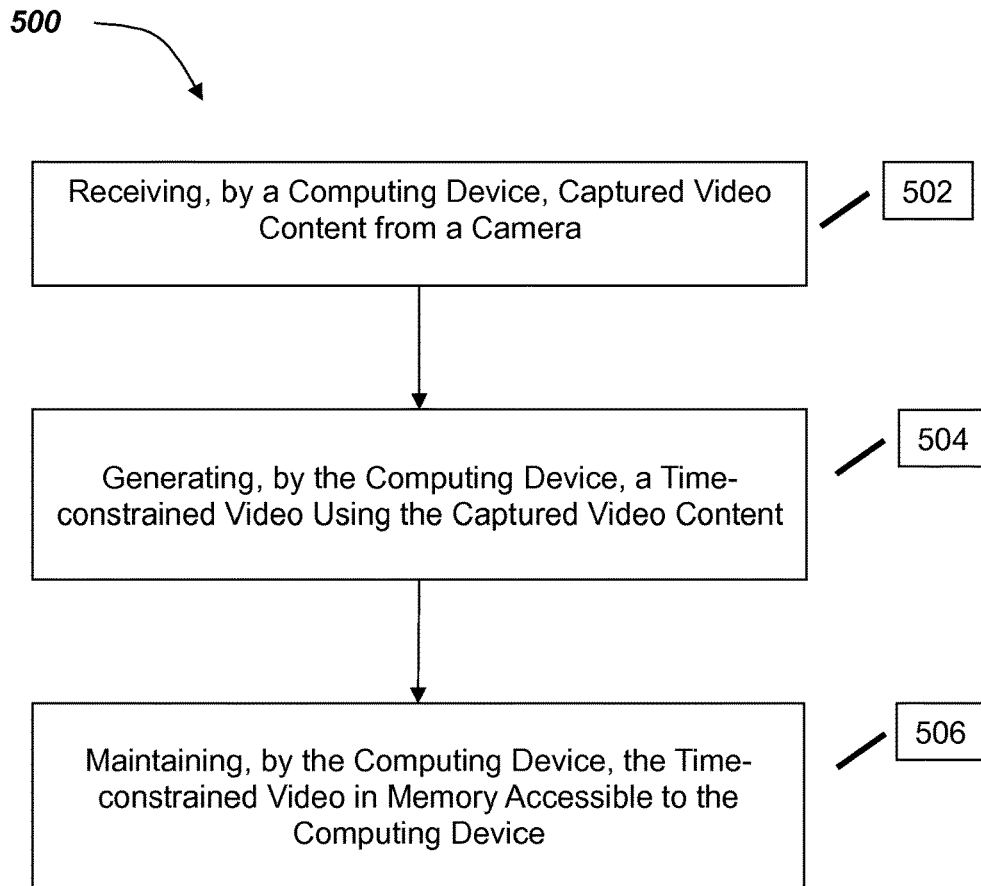 500
Receiving, by a Computing Device, Captured Video
Content from a Camera
502
Generating, by the Computing Device, a Time-
constrained Video Using the Captured Video Content
504
Maintaining, by the Computing Device, the Time-
constrained Video in Memory Accessible to the
Computing Device
506